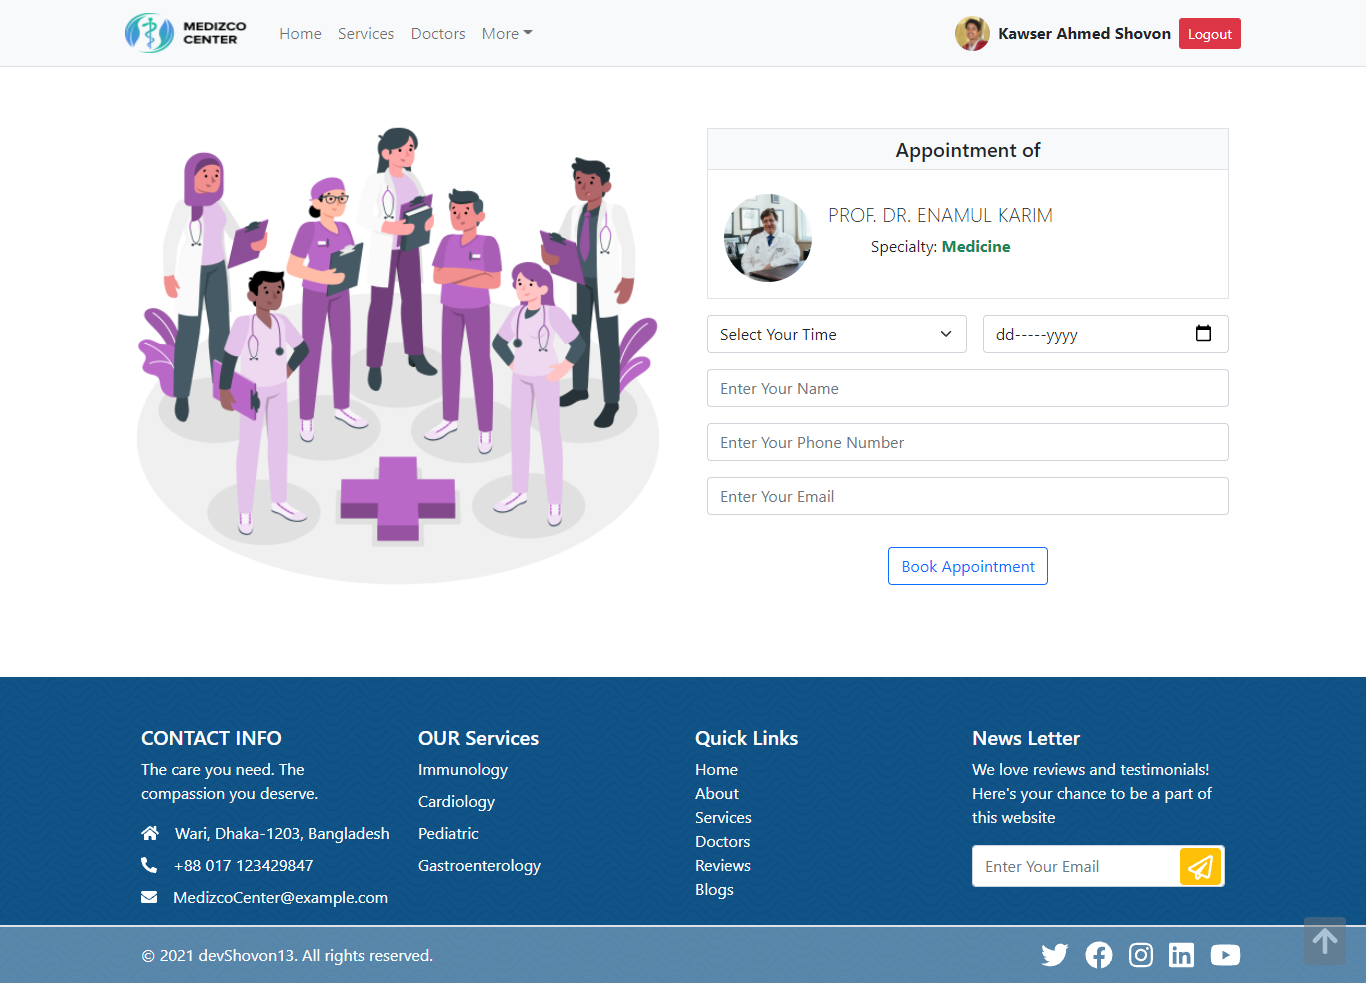 MEDIZCO
CENTER
Home
Services
Doctors
More
Kawser Ahmed Shovon
Logout
Appointment of
PROF. DR. ENAMUL KARIM
Specialty: Medicine
Select Your Time
dd-----yyyy
Enter Your Name
Enter Your Phone Number
Enter Your Email
Book Appointment
CONTACT INFO
The care you need. The
compassion you deserve.
Wari, Dhaka-1203, Bangladesh
+88 017 123429847
MedizcoCenter@example.com
OUR Services
Immunology
Cardiology
Pediatric
Gastroenterology
Quick Links
Home
About
Services
Doctors
Reviews
Blogs
News Letter
We love reviews and testimonials!
Here's your chance to be a part of
this website
Enter Your Email
© 2021 devShovon13. All rights reserved.